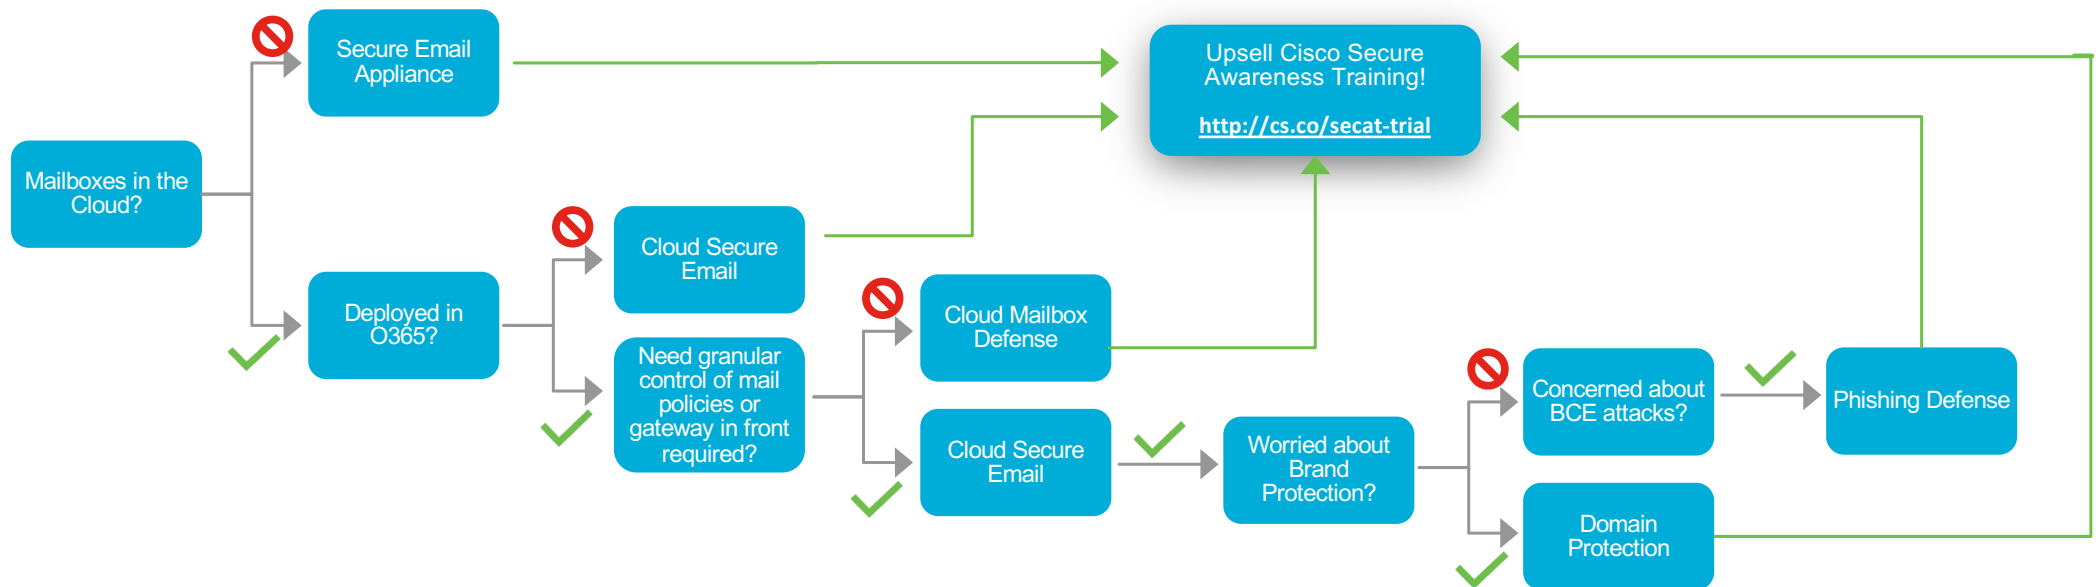 Secure Email
Appliance
Upsell Cisco Secure
Awareness Training!
http://cs.co/secat-trial
Mailboxes in the
Cloud?
Cloud Secure
Email
Deployed in
O365?
Cloud Mailbox
Defense
Need granular
control of mail
policies or
gateway in front
required?
Concerned about
BCE attacks?
Phishing Defense
Cloud Secure
Email
Worried about
Brand
Protection?
Domain
Protection